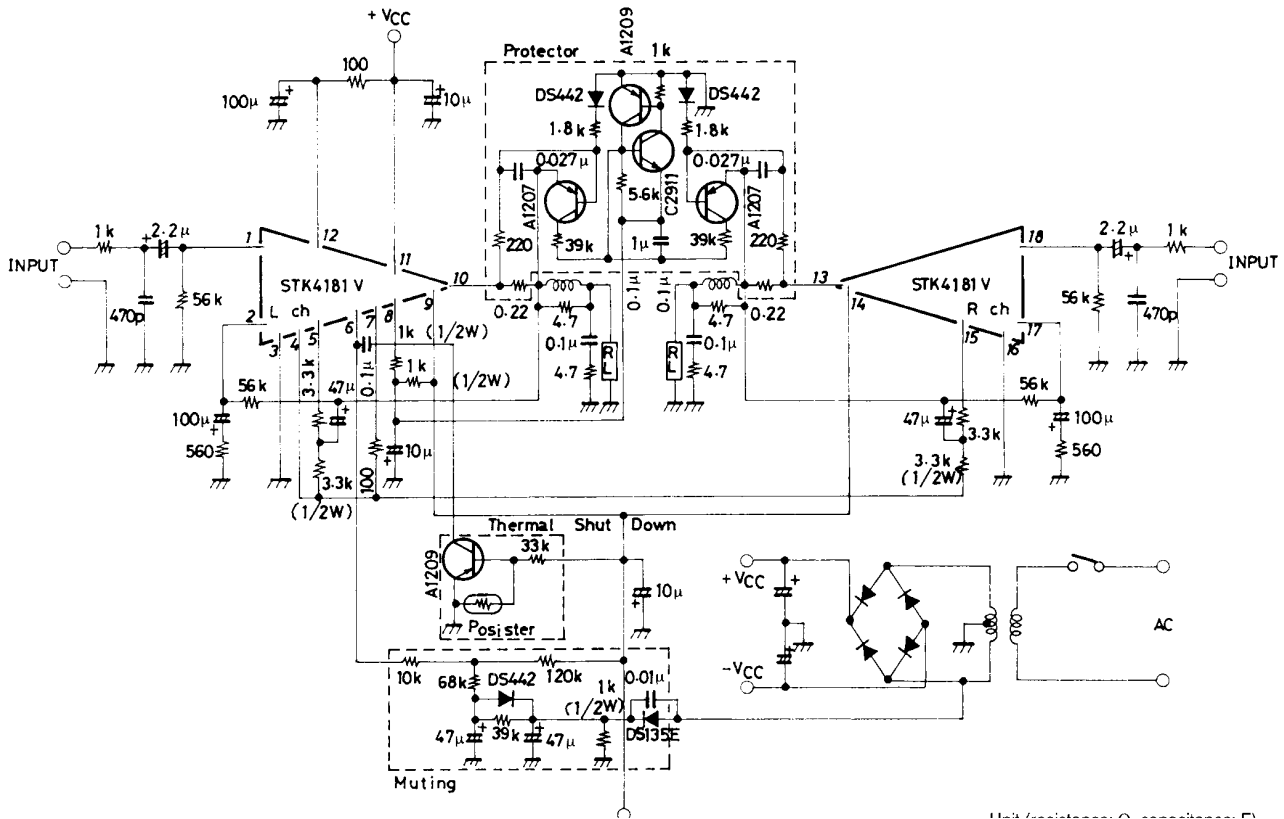 + VCC
100
100μ
+
10μ
+
Protector
A1209
1k
DS442
DS442
1.8k
1.8k
0.027μ
0.027μ
A1207
5.6k
C2911
A1207
39k
1μ
39k
220
220
0.1μ
0.1μ
0.22
0.22
4.7
4.7
0.1μ
0.1μ
4.7
4.7
RL
RL
INPUT
1k
2.2μ
+
470p
56k
1
12
11
10
STK4181V
L ch
2
3
4
5
6
7
8
9
1k (1/2W)
1k
(1/2W)
0.1μ
3.3k
47μ
+
56k
100μ
+
560
3.3k
(1/2W)
100
10μ
+
13
14
STK4181V
R ch
15
16
17
18
2.2μ
+
1k
INPUT
56k
470p
56k
100μ
+
560
47μ
+
3.3k
3.3k
(1/2W)
Thermal Shut Down
A1209
33k
Posister
10μ
+
Muting
10k
120k
68k
DS442
39k
47μ
+
47μ
+
1k
(1/2W)
0.01μ
DS135E
+VCC
+
+
-VCC
AC
Unit (resistance: Ω, capacitance: F)